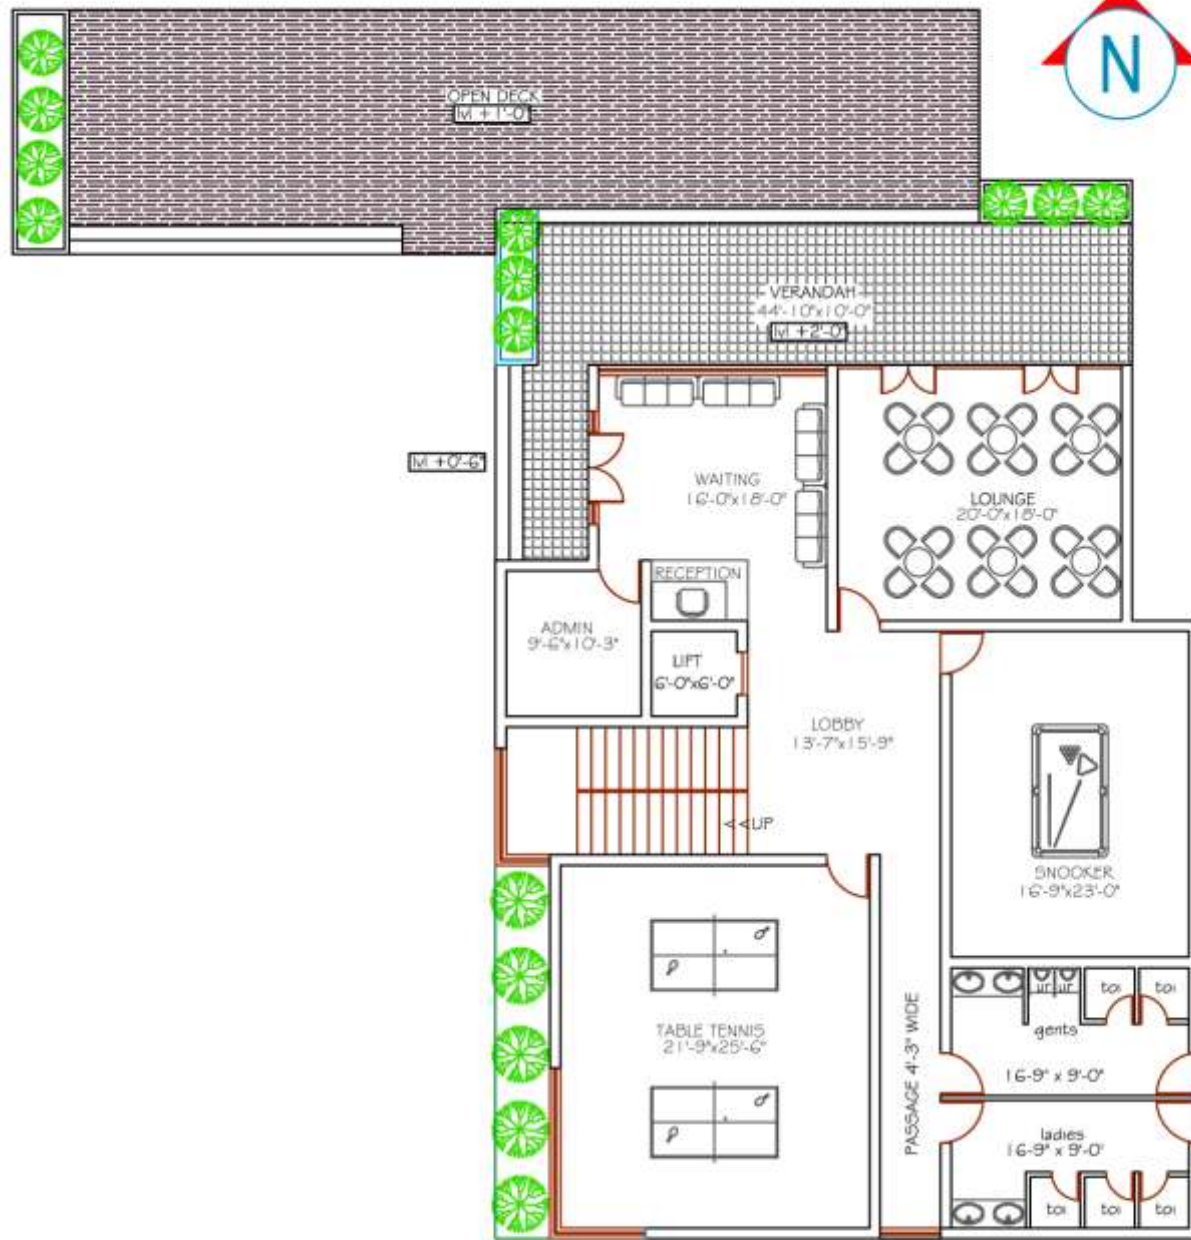 N
OPEN DECK
lvl +1'-0"
VERANDAH
44'-10"x10'-0"
lvl +2'-0"
lvl +0'-6"
WAITING
16'-0"x18'-0"
LOUNGE
20'-0"x18'-0"
RECEPTION
ADMIN
9'-6"x10'-3"
LIFT
6'-0"x6'-0"
LOBBY
13'-7"x15'-9"
<<UP
SNOOKER
16'-9"x23'-0"
TABLE TENNIS
21'-9"x25'-6"
PASSAGE 4'-3" WIDE
ur ur toi toi
gents
16-9" x 9'-0"
ladies
16-9" x 9'-0"
toi toi toi